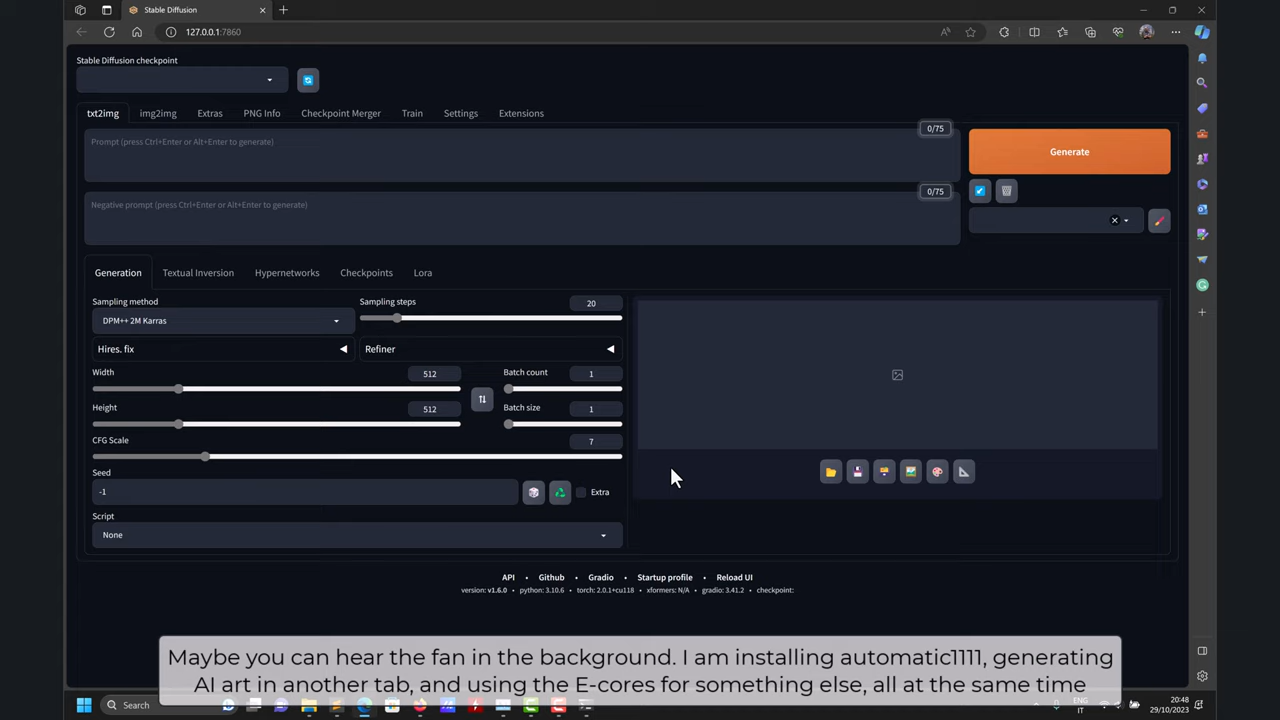 Stable Diffusion
127.0.0.1:7860
Stable Diffusion checkpoint
txt2img img2img Extras PNG Info Checkpoint Merger Train Settings Extensions
0/75
Prompt (press Ctrl+Enter or Alt+Enter to generate)
Generate
0/75
Negative prompt (press Ctrl+Enter or Alt+Enter to generate)
Generation Textual Inversion Hypernetworks Checkpoints Lora
Sampling method Sampling steps 20
DPM++ 2M Karras
Hires. fix Refiner
Width 512 Batch count 1
Height 512 Batch size 1
CFG Scale 7
Seed
-1 Extra
Script
None
API • Github • Gradio • Startup profile • Reload UI
version: v1.6.0 • python: 3.10.6 • torch: 2.0.1+cu118 • xformers: N/A • gradio: 3.41.2 • checkpoint:
Maybe you can hear the fan in the background. I am installing automatic1111, generating
AI art in another tab, and using the E-cores for something else, all at the same time
Search
ENG
IT
20:48
29/10/2023